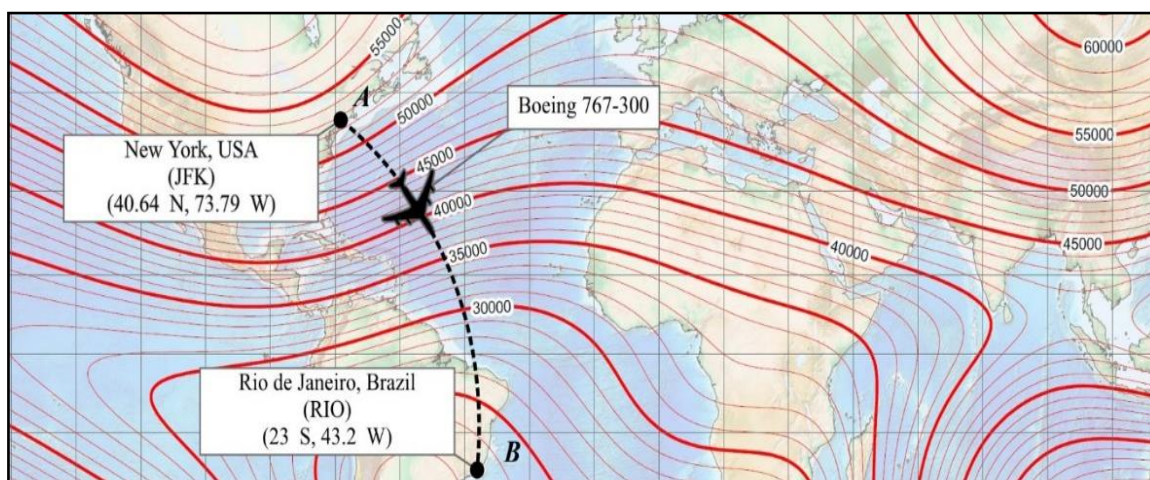 55000
60000
A
50000
Boeing 767-300
New York, USA
(JFK)
(40.64 N, 73.79 W)
45000
55000
50000
40000
45000
35000
40000
30000
Rio de Janeiro, Brazil
(RIO)
(23 S, 43.2 W)
B